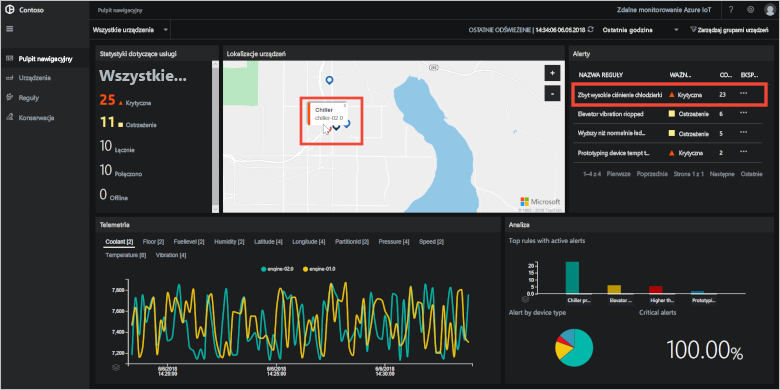 Contoso
Pulpit nawigacyjny
Zdalne monitorowanie Azure IoT
Wszystkie urządzenia
OSTATNIE ODŚWIEŻENIE | 14:34:06 06.06.2018
Ostatnia godzina
Zarządzaj grupami urządzeń
Pulpit nawigacyjny
Urządzenia
Reguły
Konserwacja
Statystyki dotyczące usługi
Wszystkie...
25 Krytyczna
11 Ostrzeżenia
10 Łącznie
10 Połączono
0 Offline
Lokalizacje urządzeń
Chiller
chiller-02.0
+
-
Microsoft
Alerty
NAZWA REGUŁY WAŻN... CO... EKSP...
Zbyt wysokie ciśnienie chłodziarki Krytyczne 23 ...
Elevator vibration ropped Ostrzeżenie 6 ...
Wyższy niż normalnie ład... Ostrzeżenie 5 ...
Prototyping device tempt t... Krytyczna 2 ...
1–4 z 4 Pierwsze Poprzednia Strona 1 z 1 Następne Ostatnie
Telemetria
Coolant [2] Floor [2] Fuellevel [2] Humidity [2] Latitude [4] Longitude [4] PartitionId [2] Pressure [4] Speed [2]
Temperature [0] Vibration [4]
engine-02.0 engine-01.0
7,800
7,600
7,400
7,200
6/6/2018 6/6/2018 6/6/2018
14:20:00 14:25:00 14:30:00
Analiza
Top rules with active alerts
20
15
10
5
0
Chiller pr... Elevator ... Higher th... Prototypi...
Alert by device type
Critical alerts
100.00%